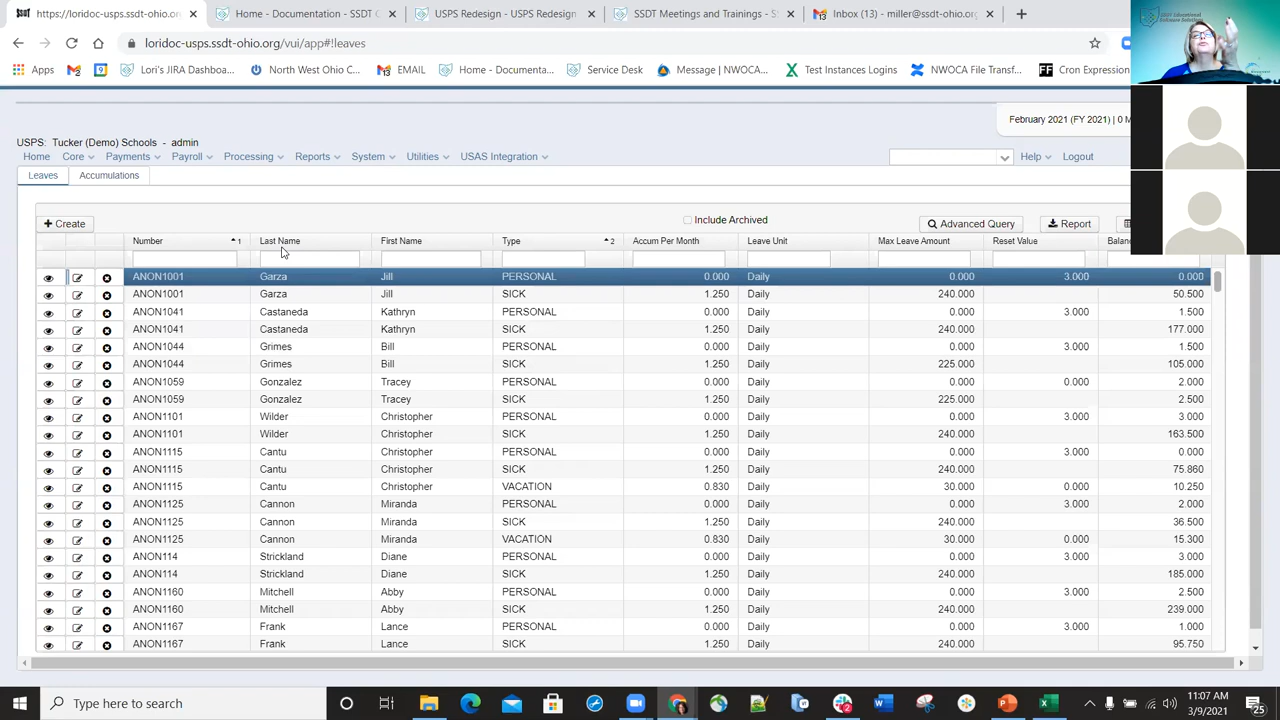 https://loridoc-usps.ssdt-ohio.org/
Home - Documentation - SSDT C
USPS Redesign - USPS Redesign
SSDT Meetings and Trainings - S
Inbox (13) - miller@ssdt-ohio.org
loridoc-usps.ssdt-ohio.org/vui/app#!leaves
Apps
Lori's JIRA Dashboa...
North West Ohio C...
EMAIL
Home - Documenta...
Service Desk
Message | NWOCA...
Test Instances Logins
NWOCA File Transf...
Cron Expression
February 2021 (FY 2021) | 0 M
USPS: Tucker (Demo) Schools - admin
Home Core Payments Payroll Processing Reports System Utilities USAS Integration Help Logout
Leaves Accumulations
Create Include Archived Advanced Query Report
Number 1 Last Name First Name Type 2 Accum Per Month Leave Unit Max Leave Amount Reset Value Balan
ANON1001 Garza Jill PERSONAL 0.000 Daily 0.000 3.000 0.000
ANON1001 Garza Jill SICK 1.250 Daily 240.000 50.500
ANON1041 Castaneda Kathryn PERSONAL 0.000 Daily 0.000 3.000 1.500
ANON1041 Castaneda Kathryn SICK 1.250 Daily 240.000 177.000
ANON1044 Grimes Bill PERSONAL 0.000 Daily 0.000 3.000 1.500
ANON1044 Grimes Bill SICK 1.250 Daily 225.000 105.000
ANON1059 Gonzalez Tracey PERSONAL 0.000 Daily 0.000 0.000 2.000
ANON1059 Gonzalez Tracey SICK 1.250 Daily 225.000 2.500
ANON1101 Wilder Christopher PERSONAL 0.000 Daily 0.000 3.000 3.000
ANON1101 Wilder Christopher SICK 1.250 Daily 240.000 163.500
ANON1115 Cantu Christopher PERSONAL 0.000 Daily 0.000 3.000 0.000
ANON1115 Cantu Christopher SICK 1.250 Daily 240.000 75.860
ANON1115 Cantu Christopher VACATION 0.830 Daily 30.000 0.000 10.250
ANON1125 Cannon Miranda PERSONAL 0.000 Daily 0.000 3.000 2.000
ANON1125 Cannon Miranda SICK 1.250 Daily 240.000 36.500
ANON1125 Cannon Miranda VACATION 0.830 Daily 30.000 0.000 15.300
ANON114 Strickland Diane PERSONAL 0.000 Daily 0.000 3.000 3.000
ANON114 Strickland Diane SICK 1.250 Daily 240.000 185.000
ANON1160 Mitchell Abby PERSONAL 0.000 Daily 0.000 3.000 2.500
ANON1160 Mitchell Abby SICK 1.250 Daily 240.000 239.000
ANON1167 Frank Lance PERSONAL 0.000 Daily 0.000 3.000 1.000
ANON1167 Frank Lance SICK 1.250 Daily 240.000 95.750
Type here to search
11:07 AM
3/9/2021
25